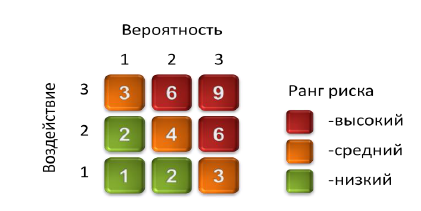 Вероятность
1 2 3
Воздействие
3 3 6 9
2 2 4 6
1 1 2 3
Ранг риска
-высокий
-средний
-низкий